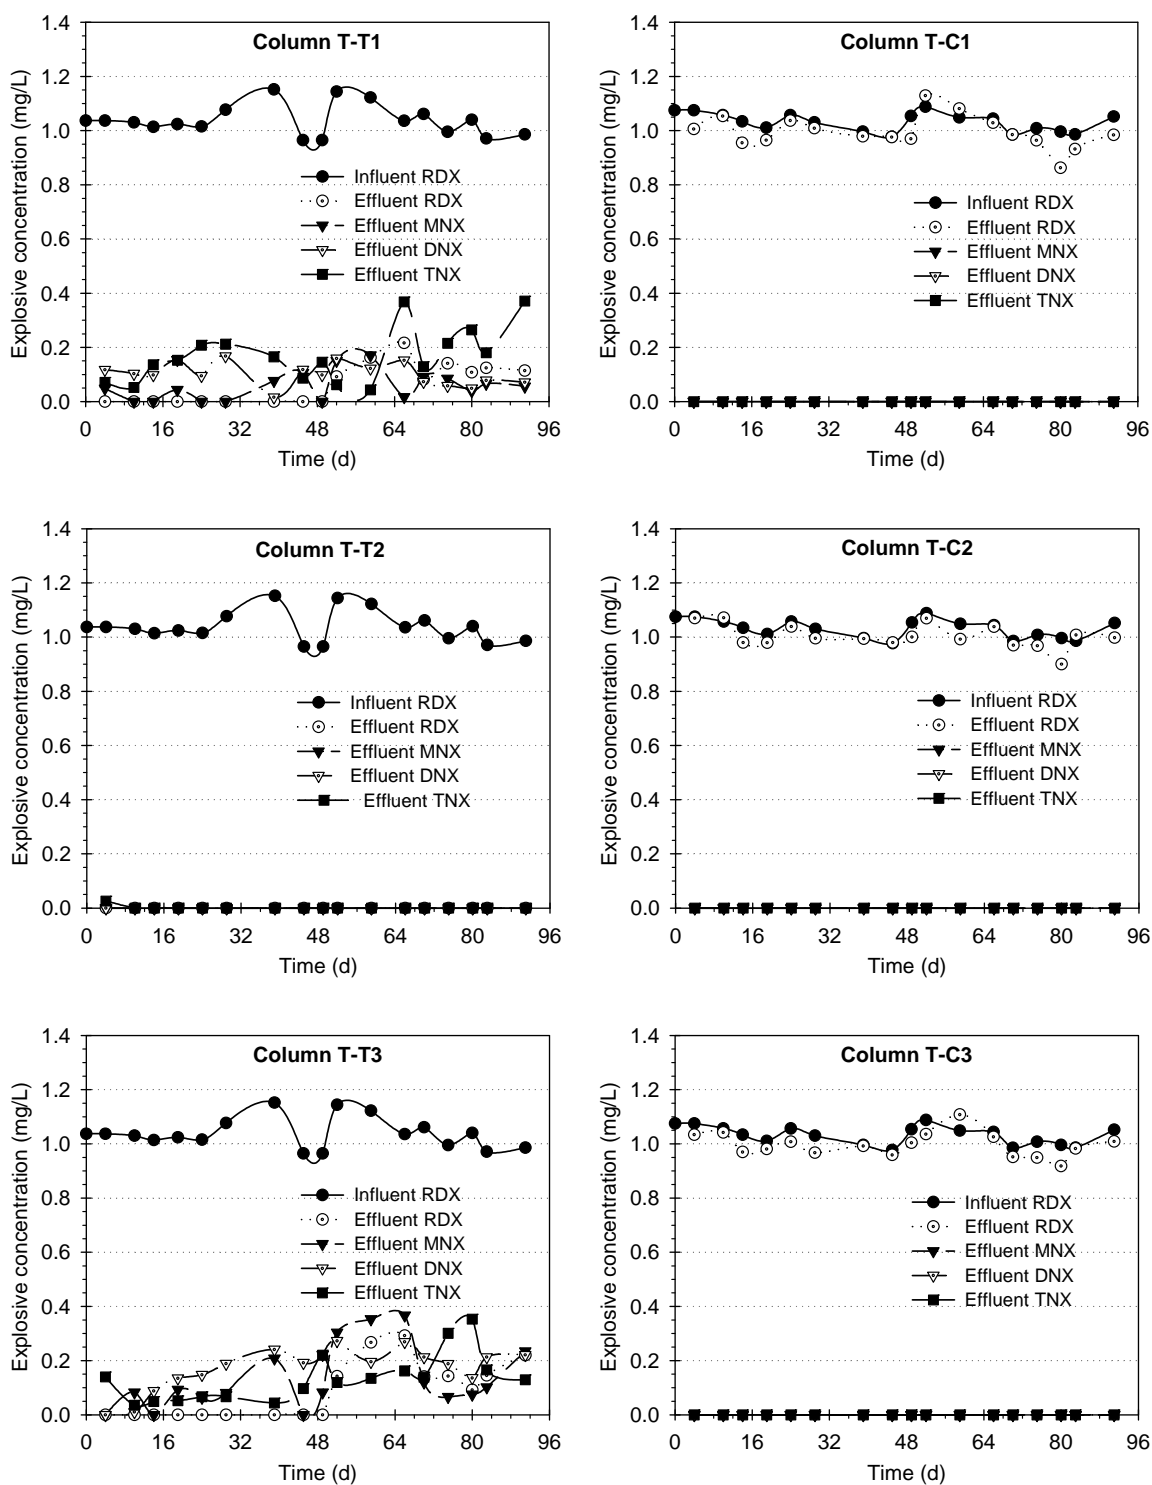 Column T-T1
Explosive concentration (mg/L)
1.4
1.2
1.0
0.8
0.6
0.4
0.2
0.0
Influent RDX
Effluent RDX
Effluent MNX
Effluent DNX
Effluent TNX
0 16 32 48 64 80 96
Time (d)
Column T-C1
Explosive concentration (mg/L)
1.4
1.2
1.0
0.8
0.6
0.4
0.2
0.0
Influent RDX
Effluent RDX
Effluent MNX
Effluent DNX
Effluent TNX
0 16 32 48 64 80 96
Time (d)
Column T-T2
Explosive concentration (mg/L)
1.4
1.2
1.0
0.8
0.6
0.4
0.2
0.0
Influent RDX
Effluent RDX
Effluent MNX
Effluent DNX
Effluent TNX
0 16 32 48 64 80 96
Time (d)
Column T-C2
Explosive concentration (mg/L)
1.4
1.2
1.0
0.8
0.6
0.4
0.2
0.0
Influent RDX
Effluent RDX
Effluent MNX
Effluent DNX
Effluent TNX
0 16 32 48 64 80 96
Time (d)
Column T-T3
Explosive concentration (mg/L)
1.4
1.2
1.0
0.8
0.6
0.4
0.2
0.0
Influent RDX
Effluent RDX
Effluent MNX
Effluent DNX
Effluent TNX
0 16 32 48 64 80 96
Time (d)
Column T-C3
Explosive concentration (mg/L)
1.4
1.2
1.0
0.8
0.6
0.4
0.2
0.0
Influent RDX
Effluent RDX
Effluent MNX
Effluent DNX
Effluent TNX
0 16 32 48 64 80 96
Time (d)